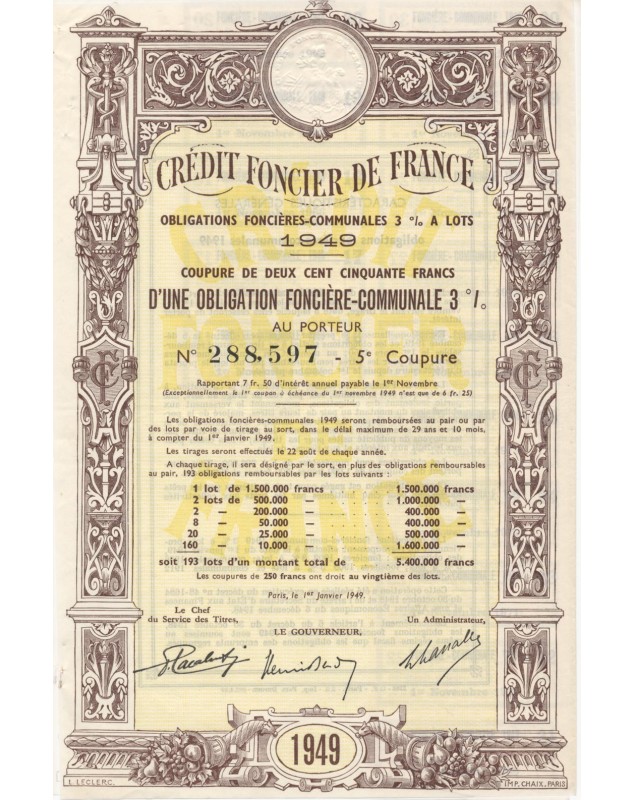 CRÉDIT FONCIER DE FRANCE
OBLIGATIONS FONCIÈRES-COMMUNALES 3 % A LOTS
1949
COUPURE DE DEUX CENT CINQUANTE FRANCS
D'UNE OBLIGATION FONCIÈRE-COMMUNALE 3 %
AU PORTEUR
N° 288.597 - 5e Coupure
Rapportant 7 fr. 50 d'intérêt annuel payable le 1er Novembre
(Exceptionnellement le 1er coupon à échéance du 1er novembre 1949 n'est que de 6 fr. 25)
Les obligations foncières-communales 1949 seront remboursées au pair ou par
des lots par voie de tirage au sort, dans le délai maximum de 29 ans et 10 mois,
à compter du 1er janvier 1949.
Les tirages seront effectués le 22 août de chaque année.
A chaque tirage, il sera désigné par le sort, en plus des obligations remboursables
au pair, 193 obligations remboursables par les lots suivants :
1 lot de 1.500.000 francs 1.500.000 francs
2 lots de 500.000 – 1.000.000 –
2 – 200.000 – 400.000 –
8 – 50.000 – 400.000 –
20 – 25.000 – 500.000 –
160 – 10.000 – 1.600.000 –
soit 193 lots d'un montant total de 5.400.000 francs
Les coupures de 250 francs ont droit au vingtième des lots.
Paris, le 1er Janvier 1949.
Le Chef
du Service des Titres,
Un Administrateur,
LE GOUVERNEUR,
1949
L. LECLERC.
IMP. CHAIX. PARIS